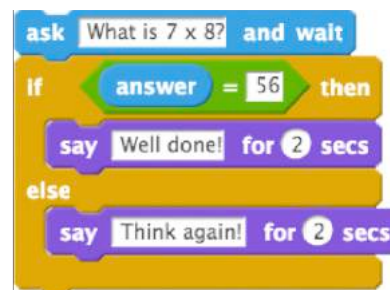 ask What is 7 x 8? and wait
if answer = 56 then
say Well done! for 2 secs
else
say Think again! for 2 secs